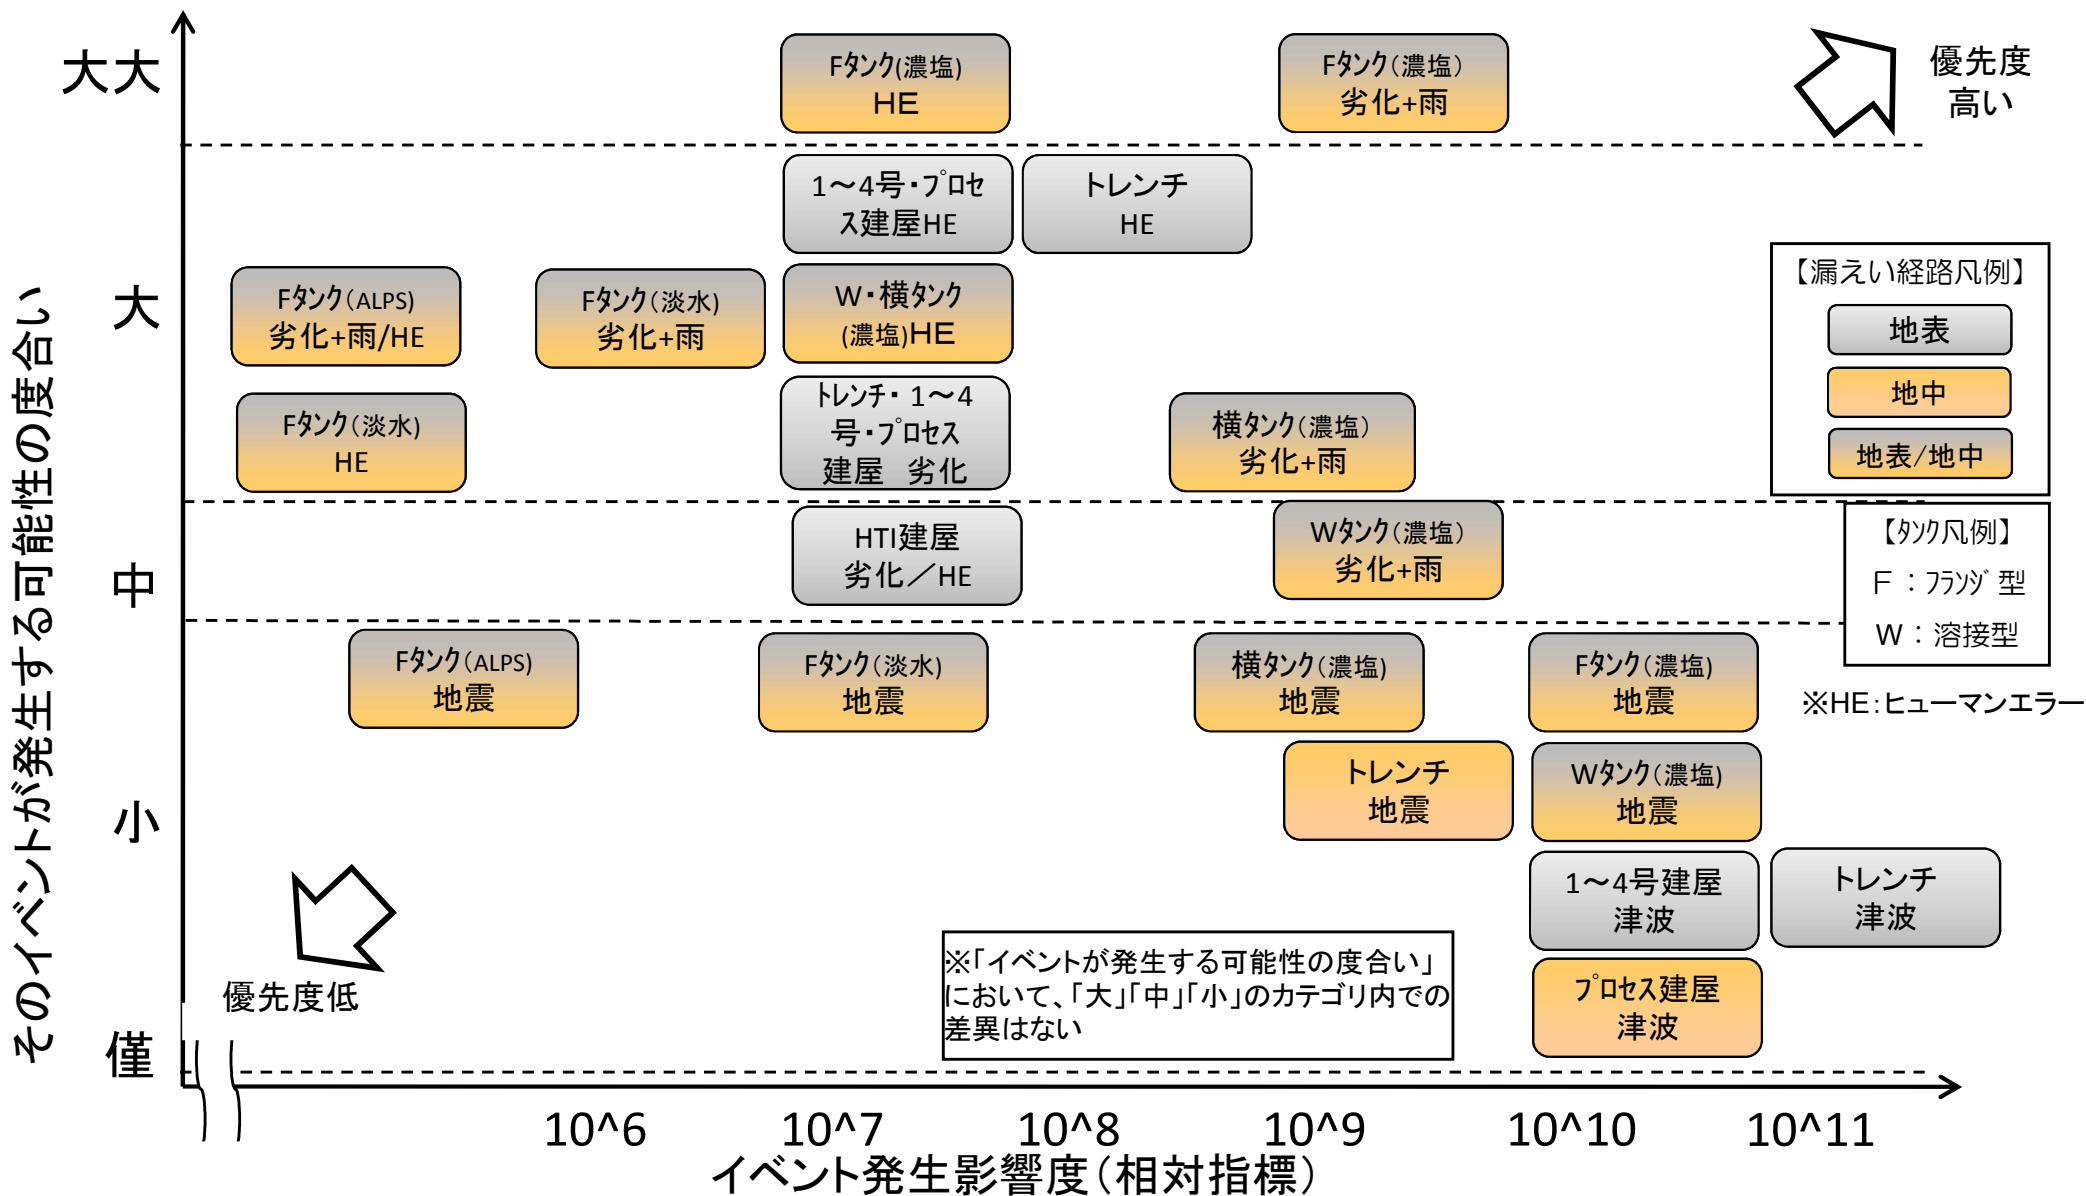 そのイベントが発生する可能性の度合い
大大
Fﾀﾝｸ(濃塩)
HE
Fﾀﾝｸ(濃塩)
劣化+雨
優先度
高い
1～4号・ﾌﾟﾛｾ
ｽ建屋HE
トレンチ
HE
大
Fﾀﾝｸ(ALPS)
劣化+雨/HE
Fﾀﾝｸ(淡水)
劣化+雨
W・横ﾀﾝｸ
(濃塩)HE
Fﾀﾝｸ(淡水)
HE
ﾄﾚﾝﾁ・ 1～4
号・ﾌﾟﾛｾｽ
建屋　劣化
横ﾀﾝｸ(濃塩)
劣化+雨
【漏えい経路凡例】
地表
地中
地表/地中
中
HTI建屋
劣化／HE
Wﾀﾝｸ(濃塩)
劣化+雨
【ﾀﾝｸ凡例】
Ｆ：ﾌﾗﾝｼﾞ型
Ｗ：溶接型
※HE:ヒューマンエラー
小
Fﾀﾝｸ(ALPS)
地震
Fﾀﾝｸ(淡水)
地震
横ﾀﾝｸ(濃塩)
地震
Fﾀﾝｸ(濃塩)
地震
トレンチ
地震
Wﾀﾝｸ(濃塩)
地震
1～4号建屋
津波
トレンチ
津波
ﾌﾟﾛｾｽ建屋
津波
優先度低
※「イベントが発生する可能性の度合い」
において、「大」「中」「小」のカテゴリ内での
差異はない
僅
10^6
10^7
10^8
10^9
10^10
10^11
イベント発生影響度(相対指標)